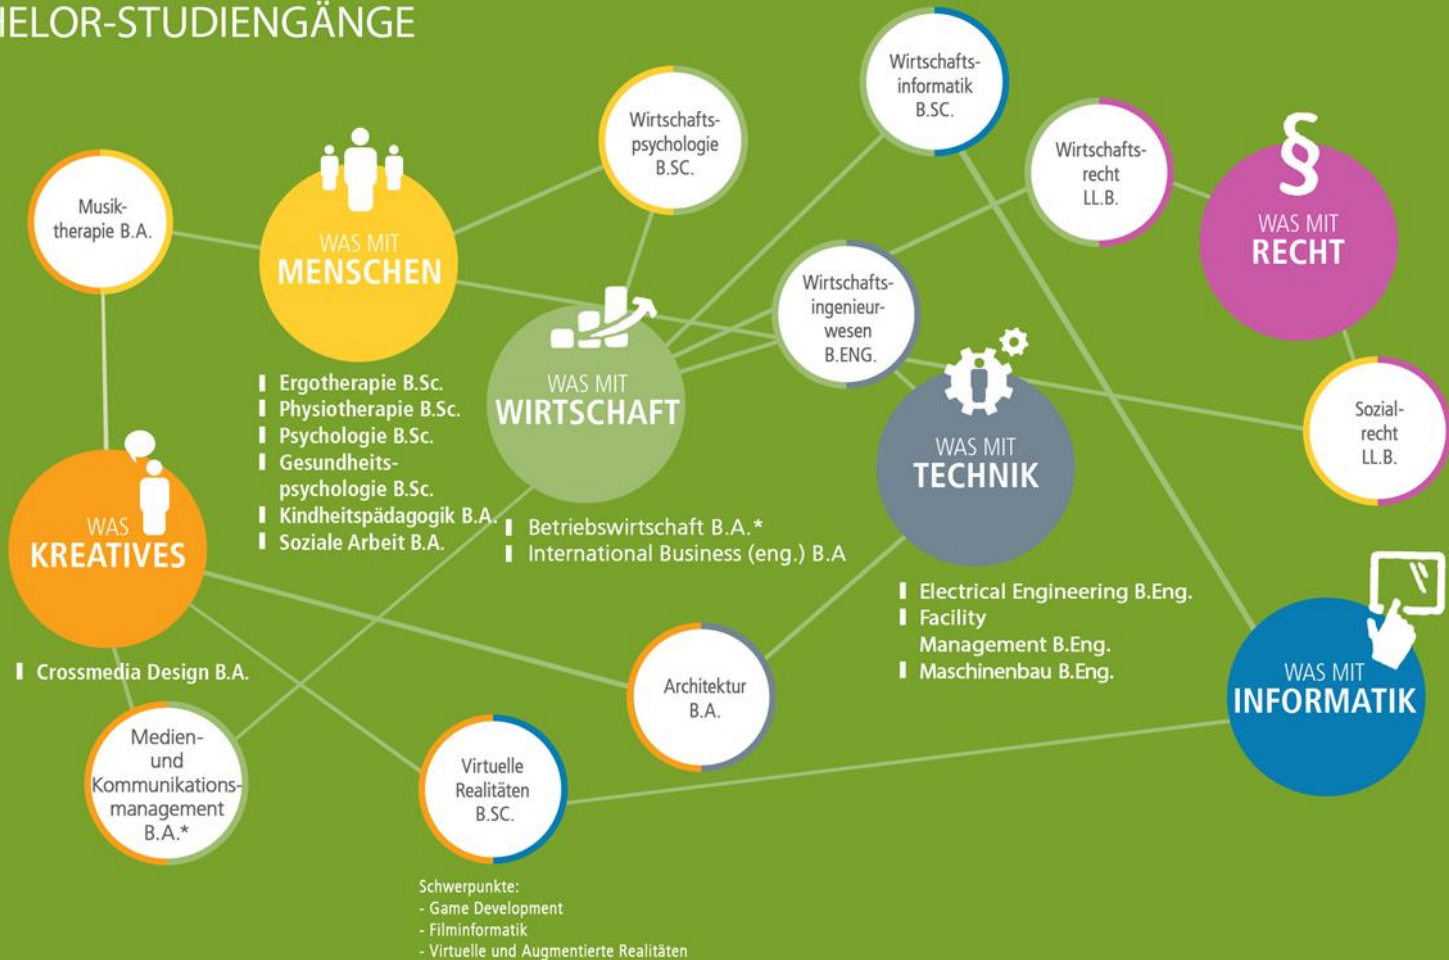 HELOR-STUDIENGÄNGE
Wirtschafts-
informatik
B.SC.
Wirtschafts-
psychologie
B.SC.
Wirtschafts-
recht
LL.B.
Musik-
therapie B.A.
WAS MIT
MENSCHEN
§
WAS MIT
RECHT
Wirtschafts-
ingenieur-
wesen
B.ENG.
WAS MIT
WIRTSCHAFT
Ergotherapie B.Sc.
Physiotherapie B.Sc.
Psychologie B.Sc.
Gesundheits-
psychologie B.Sc.
Kindheitspädagogik B.A.
Soziale Arbeit B.A.
WAS MIT
TECHNIK
Sozial-
recht
LL.B.
WAS
KREATIVES
Betriebswirtschaft B.A.*
International Business (eng.) B.A
Electrical Engineering B.Eng.
Facility
Management B.Eng.
Maschinenbau B.Eng.
Crossmedia Design B.A.
Architektur
B.A.
WAS MIT
INFORMATIK
Medien-
und
Kommunikations-
management
B.A.*
Virtuelle
Realitäten
B.SC.
Schwerpunkte:
- Game Development
- Filminformatik
- Virtuelle und Augmentierte Realitäten